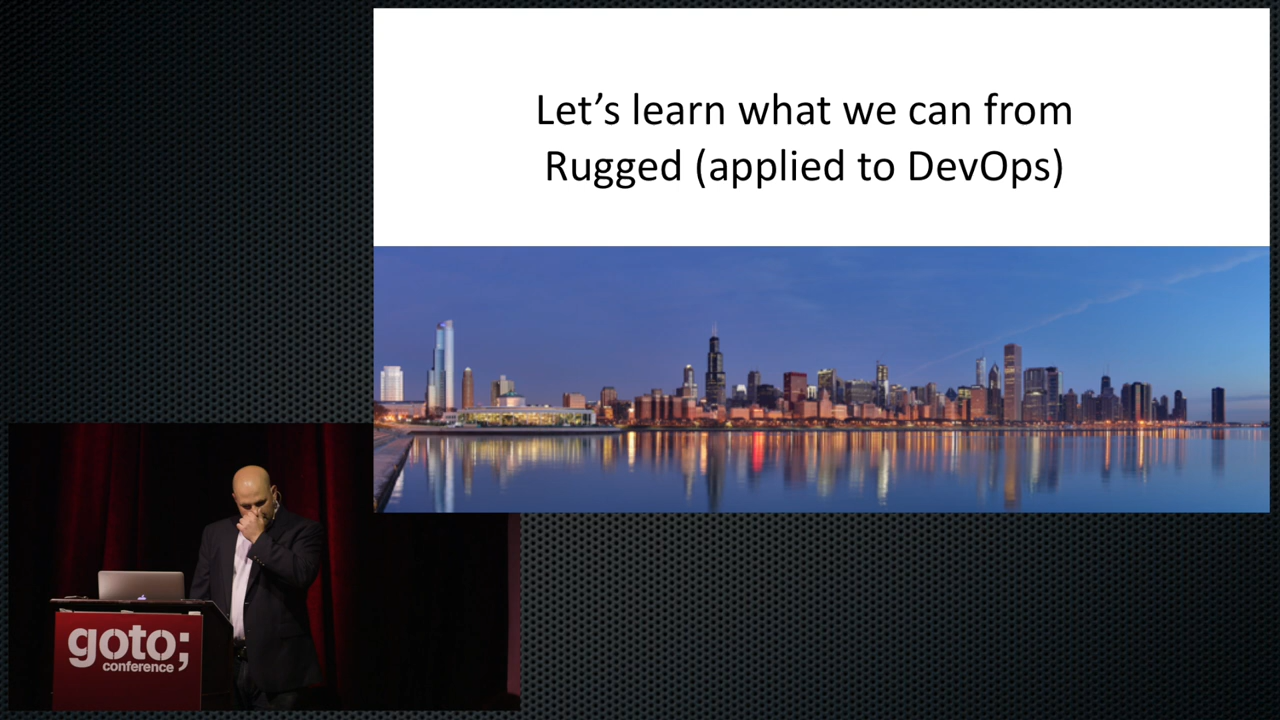 Let’s learn what we can from
Rugged (applied to DevOps)
goto;
conference